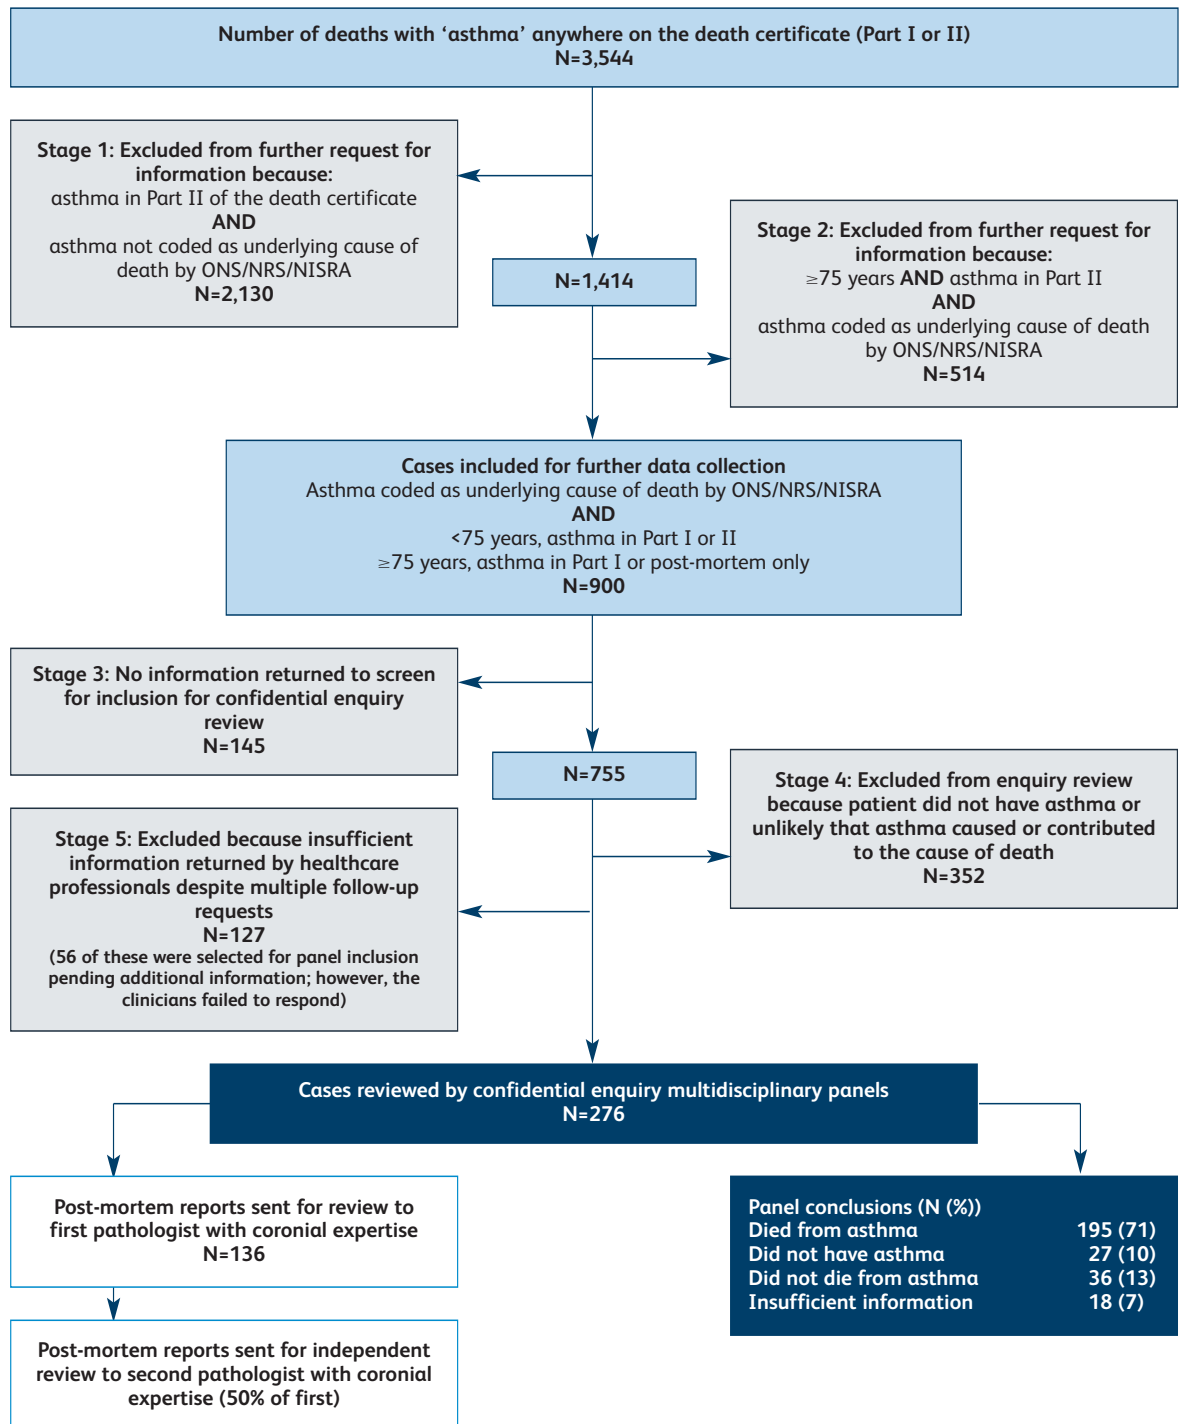 Number of deaths with ‘asthma’ anywhere on the death certificate (Part I or II)
N=3,544
Stage 1: Excluded from further request for
information because:
asthma in Part II of the death certificate
AND
asthma not coded as underlying cause of
death by ONS/NRS/NISRA
N=2,130
N=1,414
Stage 2: Excluded from further request for
information because:
≥75 years AND asthma in Part II
AND
asthma coded as underlying cause of death
by ONS/NRS/NISRA
N=514
Cases included for further data collection
Asthma coded as underlying cause of death by ONS/NRS/NISRA
AND
<75 years, asthma in Part I or II
≥75 years, asthma in Part I or post-mortem only
N=900
Stage 3: No information returned to screen
for inclusion for confidential enquiry
review
N=145
N=755
Stage 4: Excluded from enquiry review
because patient did not have asthma or
unlikely that asthma caused or contributed
to the cause of death
N=352
Stage 5: Excluded because insufficient
information returned by healthcare
professionals despite multiple follow-up
requests
N=127
(56 of these were selected for panel inclusion
pending additional information; however, the
clinicians failed to respond)
Cases reviewed by confidential enquiry multidisciplinary panels
N=276
Post-mortem reports sent for review to
first pathologist with coronial expertise
N=136
Panel conclusions (N (%))
Died from asthma 195 (71)
Did not have asthma 27 (10)
Did not die from asthma 36 (13)
Insufficient information 18 (7)
Post-mortem reports sent for independent
review to second pathologist with coronial
expertise (50% of first)